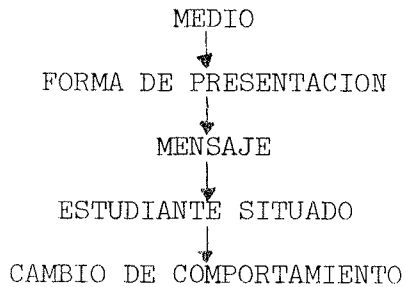 MEDIO
FORMA DE PRESENTACION
MENSAJE
ESTUDIANTE SITUADO
CAMBIO DE COMPORTAMIENTO